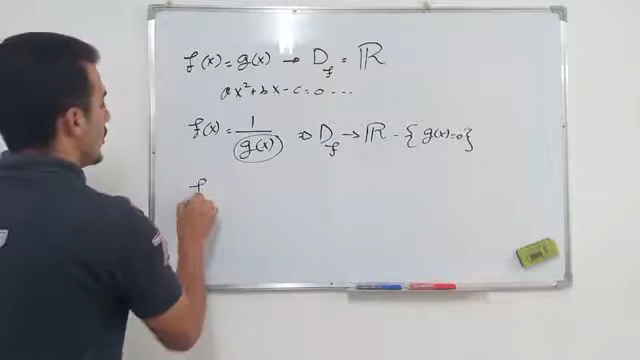 f(x) = g(x) → D_f = ℝ
ax² + bx - c = 0 ...
f(x) = 1/g(x) ⇒ D_f → ℝ - {g(x)=0}
f